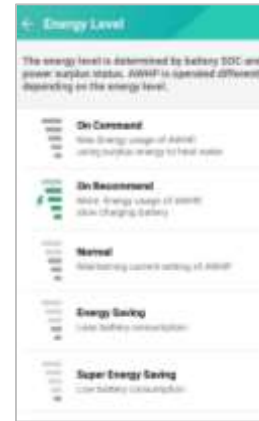 Energy Level
The energy level is determined by battery SOC and
power surplus status. AWHP is operated different
depending on the energy level.
On Command
Max Energy usage of AWHP
using surplus energy to heat water
On Recommend
More Energy usage of AWHP
slow charging battery
Normal
Maintaining current setting of AWHP
Energy Saving
Low battery consumption
Super Energy Saving
Low battery consumption